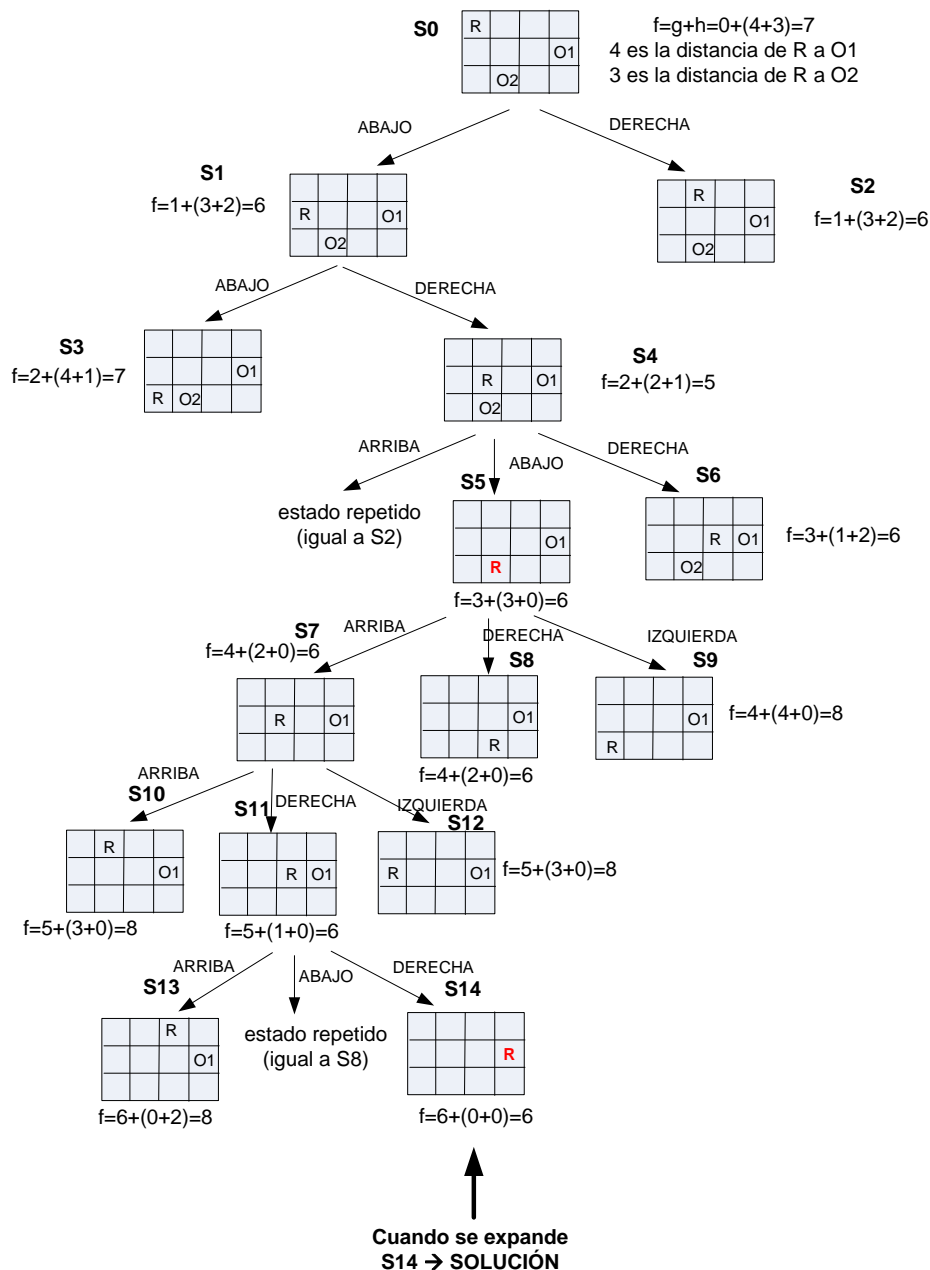 S0
R
O1
O2
f=g+h=0+(4+3)=7
4 es la distancia de R a O1
3 es la distancia de R a O2
ABAJO
DERECHA
S1
f=1+(3+2)=6
R
O1
O2
S2
R
O1
O2
f=1+(3+2)=6
ABAJO
DERECHA
S3
f=2+(4+1)=7
O1
R O2
S4
R
O1
O2
f=2+(2+1)=5
ARRIBA
ABAJO
DERECHA
estado repetido
(igual a S2)
S5
O1
R
f=3+(3+0)=6
S6
R O1
O2
f=3+(1+2)=6
ARRIBA
DERECHA
IZQUIERDA
S7
f=4+(2+0)=6
R
O1
S8
O1
R
f=4+(2+0)=6
S9
O1
R
f=4+(4+0)=8
ARRIBA
DERECHA
IZQUIERDA
S10
R
O1
f=5+(3+0)=8
S11
R O1
f=5+(1+0)=6
S12
R
O1
f=5+(3+0)=8
ARRIBA
ABAJO
DERECHA
S13
R
O1
f=6+(0+2)=8
estado repetido
(igual a S8)
S14
R
f=6+(0+0)=6
Cuando se expande
S14 → SOLUCIÓN